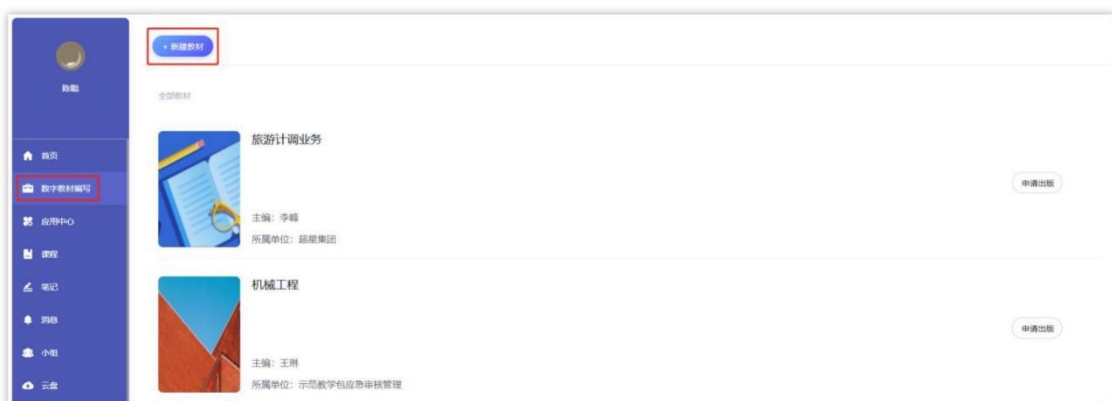 + 新建教材
全部教材
首页
数字教材编写
应用中心
课程
笔记
消息
小组
云盘
旅游计调业务
主编：李峰
所属单位：超星集团
申请出版
机械工程
主编：王琳
所属单位：示范教学包应急审核管理
申请出版